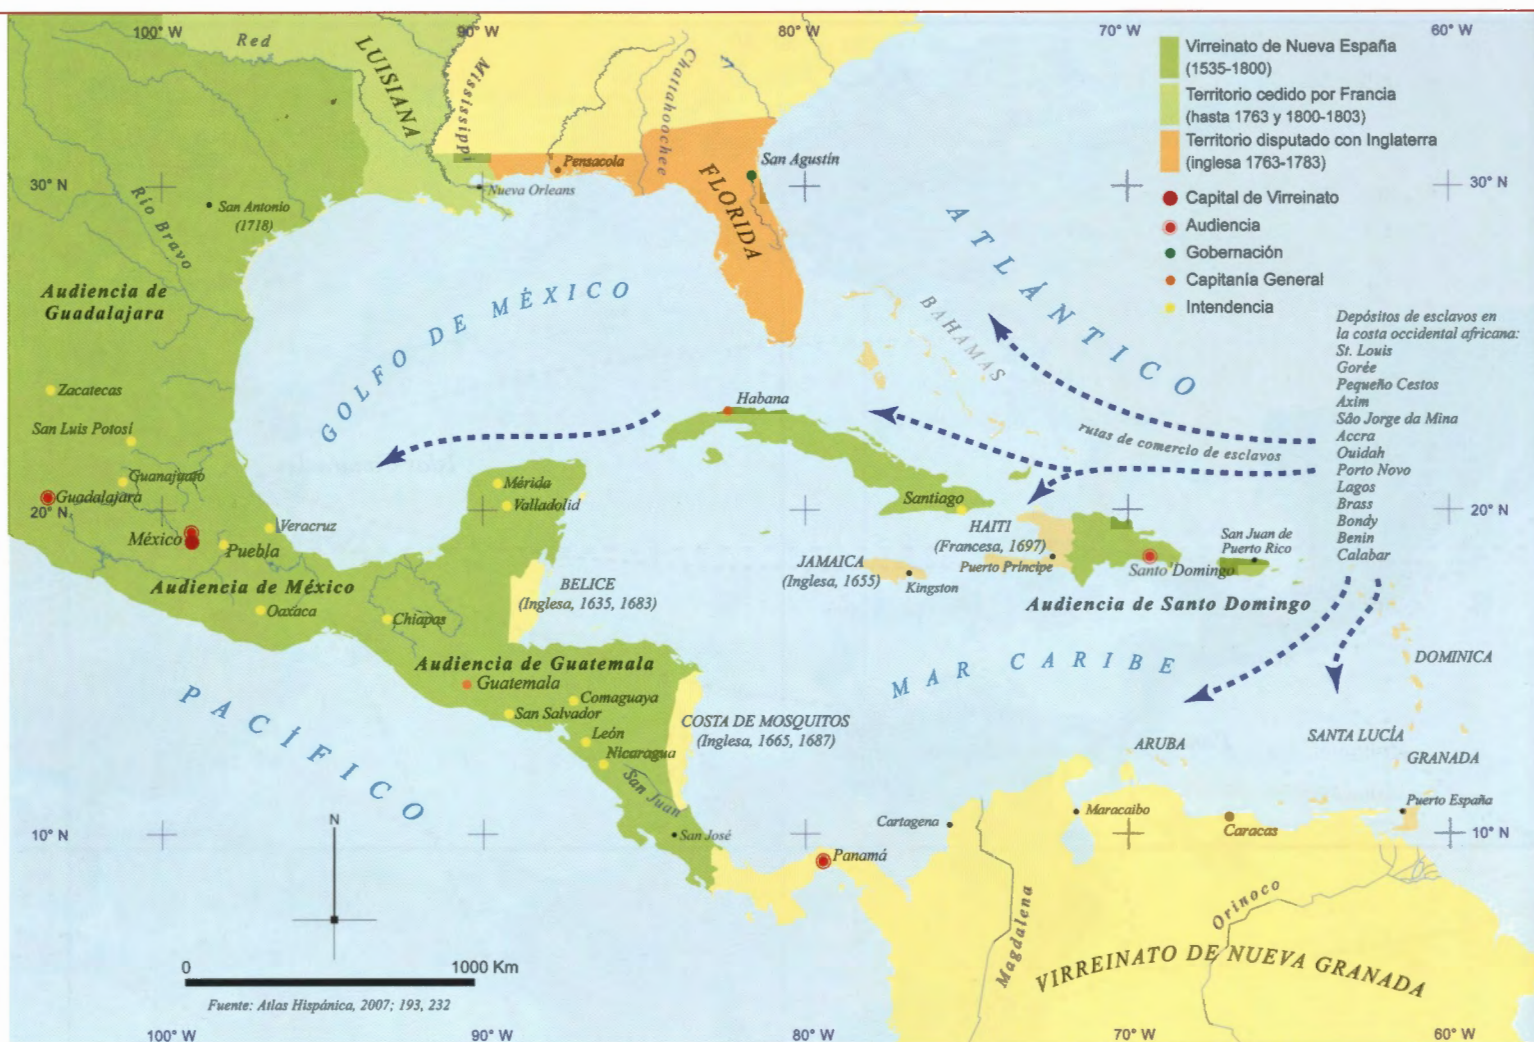 100° W
90° W
80° W
70° W
60° W
Red
LUISIANA
Mississippi
Chattahoochee
Virreinato de Nueva España
(1535-1800)
Territorio cedido por Francia
(hasta 1763 y 1800-1803)
Territorio disputado con Inglaterra
(inglesa 1763-1783)
Capital de Virreinato
Audiencia
Gobernación
Capitanía General
Intendencia
Pensacola
San Agustín
FLORIDA
30° N
30° N
Nueva Orleans
San Antonio
(1718)
Río Bravo
ATLÁNTICO
Audiencia de
Guadalajara
GOLFO DE MÉXICO
BAHAMAS
Depósitos de esclavos en
la costa occidental africana:
St. Louis
Gorée
Pequeño Cestos
Axim
Sâo Jorge da Mina
Accra
Ouidah
Porto Novo
Lagos
Brass
Bondy
Benin
Calabar
rutas de comercio de esclavos
Zacatecas
San Luis Potosí
Guanajuato
Guadalajara
Habana
Mérida
Valladolid
Santiago
20° N
20° N
Veracruz
México
Puebla
HAITI
(Francesa, 1697)
Puerto Príncipe
San Juan de
Puerto Rico
Santo Domingo
JAMAICA
(Inglesa, 1655)
Kingston
BELICE
(Inglesa, 1635, 1683)
Audiencia de México
Oaxaca
Chiapas
Audiencia de Santo Domingo
Audiencia de Guatemala
Guatemala
Comaguaya
San Salvador
León
Nicaragua
San Juan
San José
MAR CARIBE
DOMINICA
COSTA DE MOSQUITOS
(Inglesa, 1665, 1687)
ARUBA
SANTA LUCÍA
GRANADA
PACÍFICO
Puerto España
Cartagena
Maracaibo
Caracas
10° N
10° N
Panamá
N
Magdalena
Orinoco
VIRREINATO DE NUEVA GRANADA
0
1000 Km
Fuente: Atlas Hispánica, 2007; 193, 232
100° W
90° W
80° W
70° W
60° W